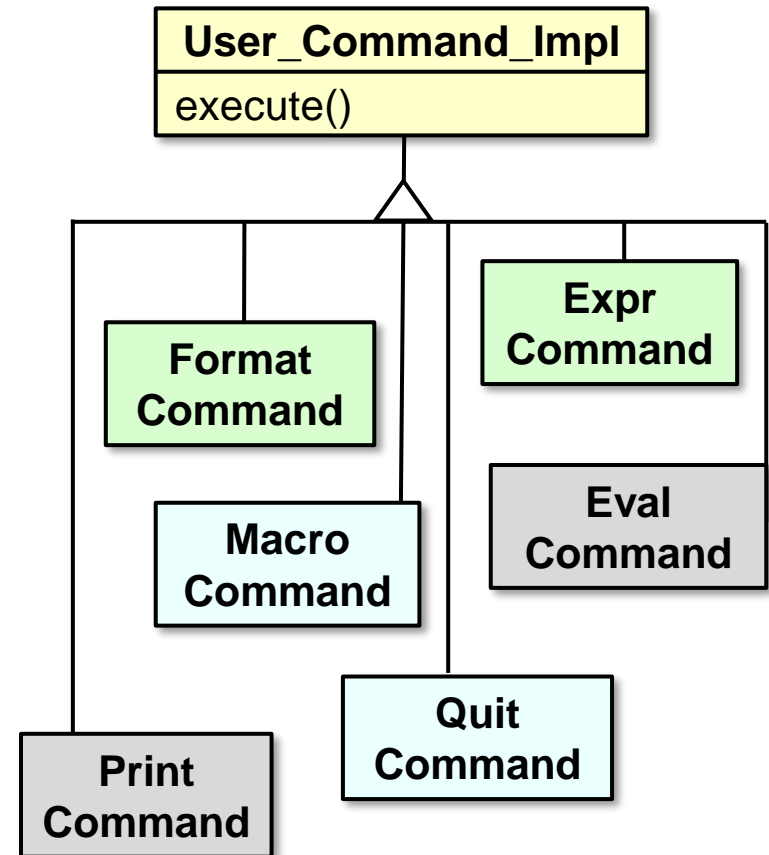 User_Command_Impl
execute()
Expr
Command
Format
Command
Eval
Command
Macro
Command
Quit
Command
Print
Command